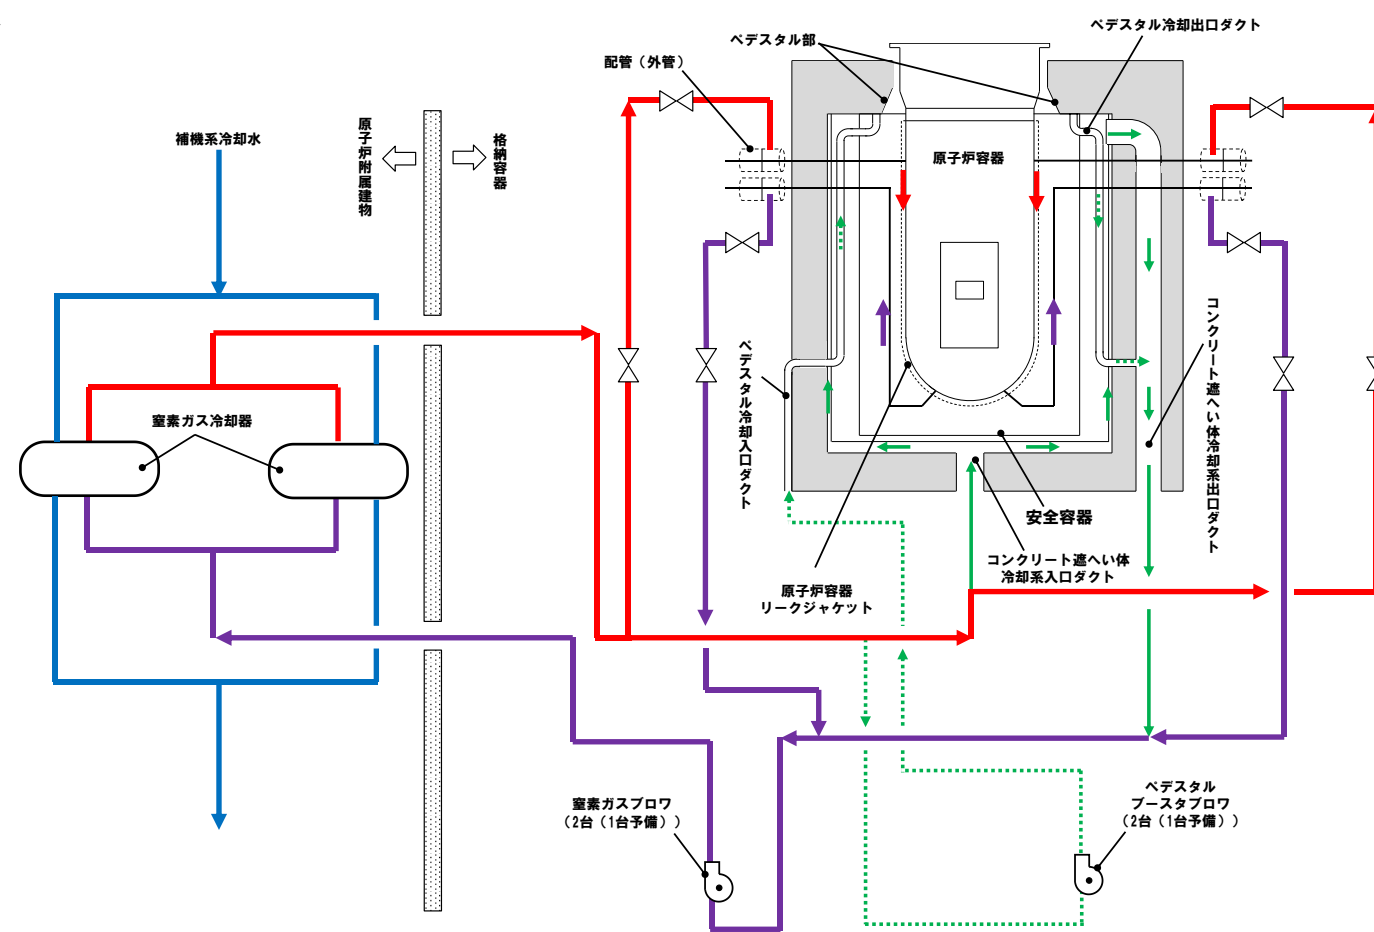 ペデスタル冷却出口ダクト
ペデスタル部
配管（外管）
補機系冷却水
原子炉附属建物
格納容器
原子炉容器
コンクリート遮へい体冷却系出口ダクト
ペデスタル冷却入口ダクト
窒素ガス冷却器
安全容器
コンクリート遮へい体
冷却系入口ダクト
原子炉容器
リークジャケット
窒素ガスブロワ
（2台（1台予備））
ペデスタル
ブースタブロワ
（2台（1台予備））